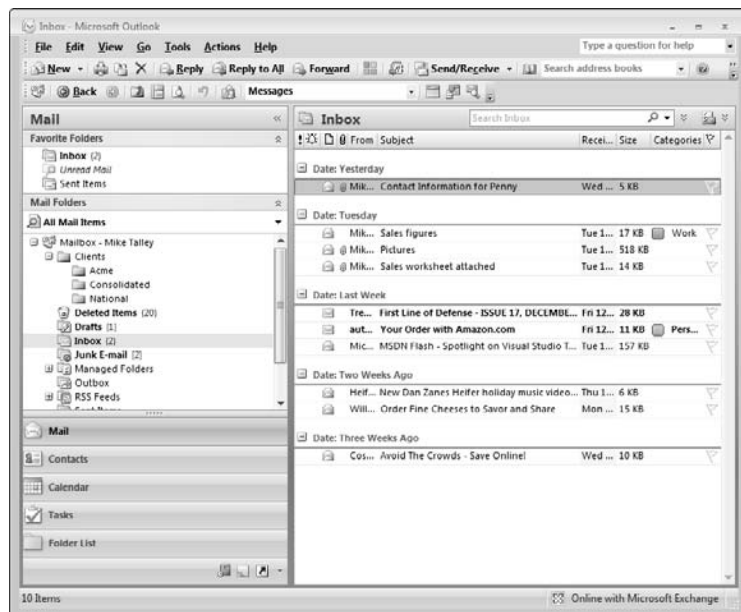 Inbox - Microsoft Outlook
File Edit View Go Tools Actions Help Type a question for help
New Reply Reply to All Forward Send/Receive Search address books
Back Messages
Mail
Favorite Folders
Inbox (2)
Unread Mail
Sent Items
Mail Folders
All Mail Items
Mailbox - Mike Talley
Clients
Acme
Consolidated
National
Deleted Items (20)
Drafts [1]
Inbox (2)
Junk E-mail [2]
Managed Folders
Outbox
RSS Feeds
Sent Items
Mail
Contacts
Calendar
Tasks
Folder List
Inbox Search Inbox
From Subject Recei... Size Categories
Date: Yesterday
Mik... Contact Information for Penny Wed ... 5 KB
Date: Tuesday
Mik... Sales figures Tue 1... 17 KB Work
Mik... Pictures Tue 1... 518 KB
Mik... Sales worksheet attached Tue 1... 14 KB
Date: Last Week
Tre... First Line of Defense - ISSUE 17, DECEMBE... Fri 12... 28 KB
aut... Your Order with Amazon.com Fri 12... 11 KB Pers...
Mic... MSDN Flash - Spotlight on Visual Studio T... Tue 1... 157 KB
Date: Two Weeks Ago
Heif... New Dan Zanes Heifer holiday music video... Thu 1... 6 KB
Will... Order Fine Cheeses to Savor and Share Mon ... 15 KB
Date: Three Weeks Ago
Cos... Avoid The Crowds - Save Online! Wed ... 10 KB
10 Items Online with Microsoft Exchange